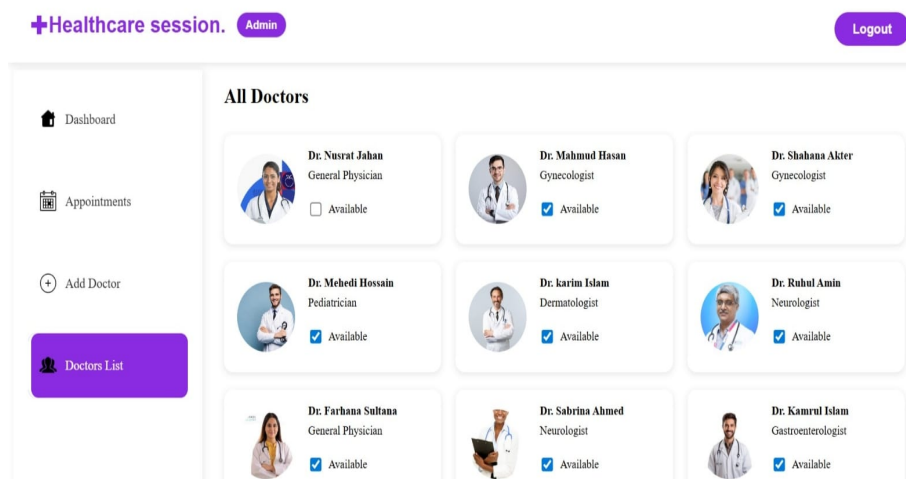 +Healthcare session. Admin
Logout
Dashboard
Appointments
Add Doctor
Doctors List
All Doctors
Dr. Nusrat Jahan
General Physician
Available
Dr. Mahmud Hasan
Gynecologist
Available
Dr. Shahana Akter
Gynecologist
Available
Dr. Mehedi Hossain
Pediatrician
Available
Dr. karim Islam
Dermatologist
Available
Dr. Ruhul Amin
Neurologist
Available
Dr. Farhana Sultana
General Physician
Available
Dr. Sabrina Ahmed
Neurologist
Available
Dr. Kamrul Islam
Gastroenterologist
Available